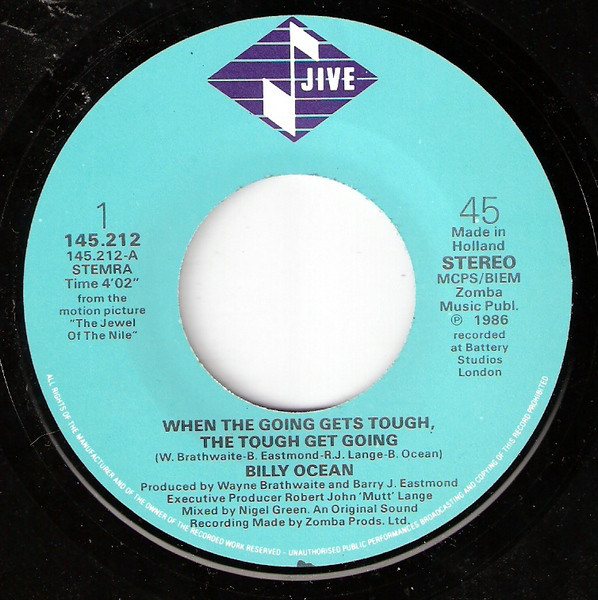 JIVE
1
145.212
145.212-A
STEMRA
Time 4'02"
from the
motion picture
"The Jewel
Of The Nile"
45
Made in
Holland
STEREO
MCPS/BIEM
Zomba
Music Publ.
℗ 1986
recorded
at Battery
Studios
London
WHEN THE GOING GETS TOUGH,
THE TOUGH GET GOING
(W. Brathwaite-B. Eastmond-R.J. Lange-B. Ocean)
BILLY OCEAN
Produced by Wayne Brathwaite and Barry J. Eastmond
Executive Producer Robert John 'Mutt' Lange
Mixed by Nigel Green. An Original Sound
Recording Made by Zomba Prods. Ltd.
ALL RIGHTS OF THE MANUFACTURER AND OF THE OWNER OF THE RECORDED WORK RESERVED - UNAUTHORISED PUBLIC PERFORMANCES BROADCASTING AND COPYING OF THIS RECORD PROHIBITED